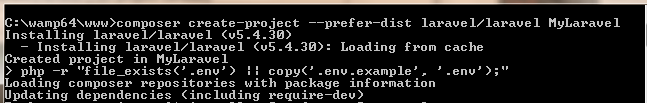 C:\wamp64\www>composer create-project --prefer-dist laravel/laravel MyLaravel
Installing laravel/laravel (v5.4.30)
  - Installing laravel/laravel (v5.4.30): Loading from cache
Created project in MyLaravel
> php -r "file_exists('.env') || copy('.env.example', '.env');"
Loading composer repositories with package information
Updating dependencies (including require-dev)